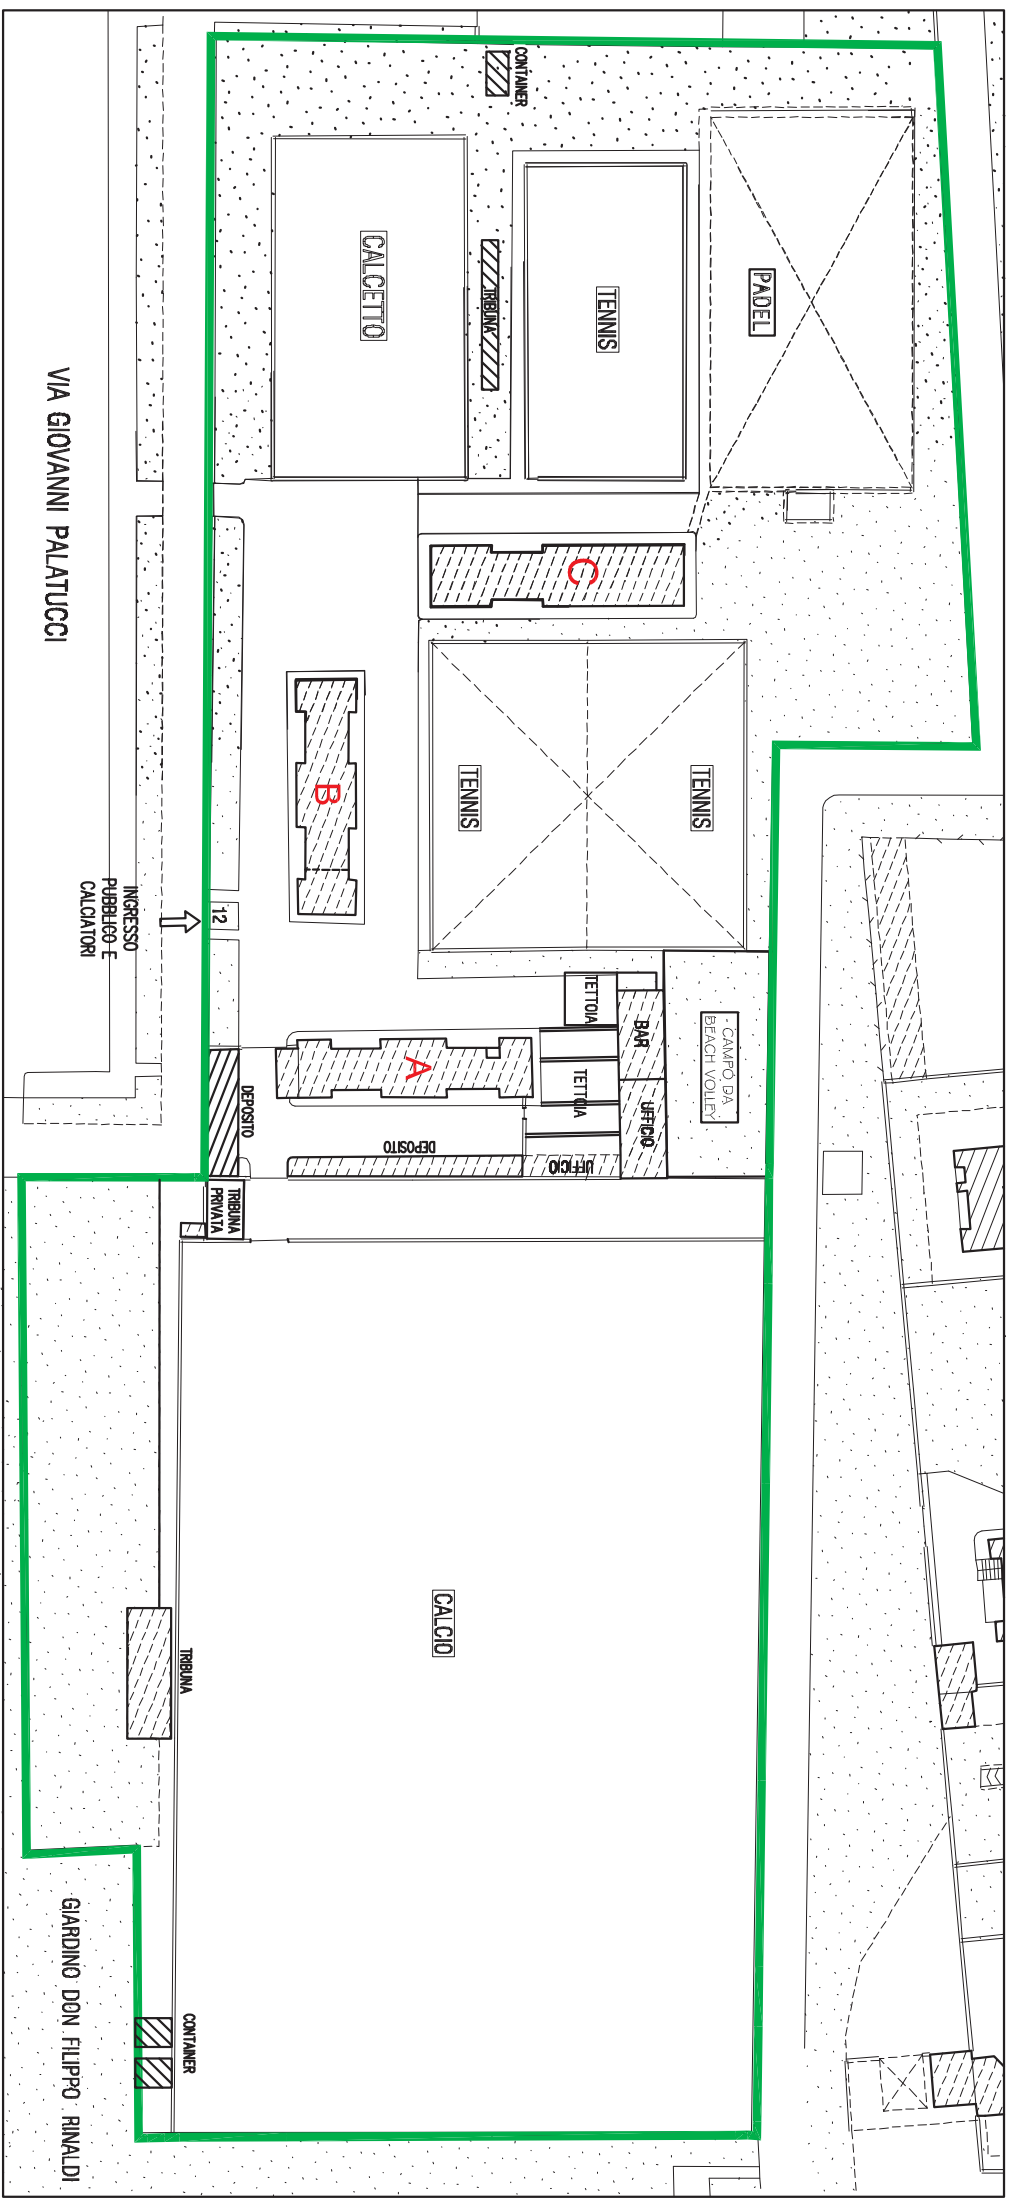 CONTAINER
PADEL
TENNIS
CALCETTO
TRIBUNA
VIA GIOVANNI PALATUCCI
C
B
TENNIS
TENNIS
12
INGRESSO
PUBBLICO E
CALCIATORI
TETTOIA
BAR
CAMPO DA
BEACH VOLLEY
A
TETTOIA
UFFICIO
DEPOSITO
DEPOSITO
UFFICIO
TRIBUNA
PRIVATA
CALCIO
TRIBUNA
GIARDINO DON FILIPPO RINALDI
CONTAINER